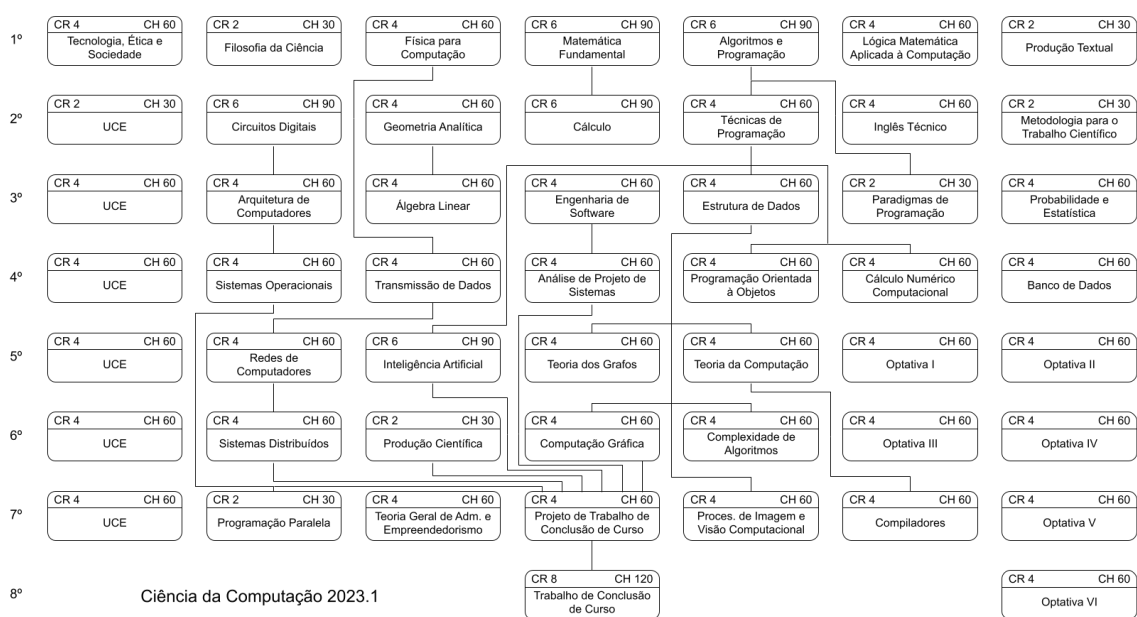 1º
CR 4 CH 60
Tecnologia, Ética e
Sociedade
CR 2 CH 30
Filosofia da Ciência
CR 4 CH 60
Física para
Computação
CR 6 CH 90
Matemática
Fundamental
CR 6 CH 90
Algoritmos e
Programação
CR 4 CH 60
Lógica Matemática
Aplicada à Computação
CR 2 CH 30
Produção Textual
2º
CR 2 CH 30
UCE
CR 6 CH 90
Circuitos Digitais
CR 4 CH 60
Geometria Analítica
CR 6 CH 90
Cálculo
CR 4 CH 60
Técnicas de
Programação
CR 4 CH 60
Inglês Técnico
CR 2 CH 30
Metodologia para o
Trabalho Científico
3º
CR 4 CH 60
UCE
CR 4 CH 60
Arquitetura de
Computadores
CR 4 CH 60
Álgebra Linear
CR 4 CH 60
Engenharia de
Software
CR 4 CH 60
Estrutura de Dados
CR 2 CH 30
Paradigmas de
Programação
CR 4 CH 60
Probabilidade e
Estatística
4º
CR 4 CH 60
UCE
CR 4 CH 60
Sistemas Operacionais
CR 4 CH 60
Transmissão de Dados
CR 4 CH 60
Análise de Projeto de
Sistemas
CR 4 CH 60
Programação Orientada
à Objetos
CR 4 CH 60
Cálculo Numérico
Computacional
CR 4 CH 60
Banco de Dados
5º
CR 4 CH 60
UCE
CR 4 CH 60
Redes de
Computadores
CR 6 CH 90
Inteligência Artificial
CR 4 CH 60
Teoria dos Grafos
CR 4 CH 60
Teoria da Computação
CR 4 CH 60
Optativa I
CR 4 CH 60
Optativa II
6º
CR 4 CH 60
UCE
CR 4 CH 60
Sistemas Distribuídos
CR 2 CH 30
Produção Científica
CR 4 CH 60
Computação Gráfica
CR 4 CH 60
Complexidade de
Algoritmos
CR 4 CH 60
Optativa III
CR 4 CH 60
Optativa IV
7º
CR 4 CH 60
UCE
CR 2 CH 30
Programação Paralela
CR 4 CH 60
Teoria Geral de Adm. e
Empreendedorismo
CR 4 CH 60
Projeto de Trabalho de
Conclusão de Curso
CR 4 CH 60
Proces. de Imagem e
Visão Computacional
CR 4 CH 60
Compiladores
CR 4 CH 60
Optativa V
8º
Ciência da Computação 2023.1
CR 8 CH 120
Trabalho de Conclusão
de Curso
CR 4 CH 60
Optativa VI